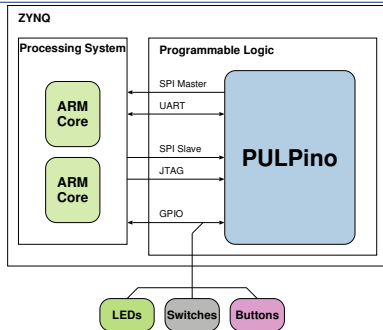 ZYNQ
Processing System
Programmable Logic
ARM
Core
ARM
Core
SPI Master
UART
SPI Slave
JTAG
GPIO
PULPino
LEDs
Switches
Buttons